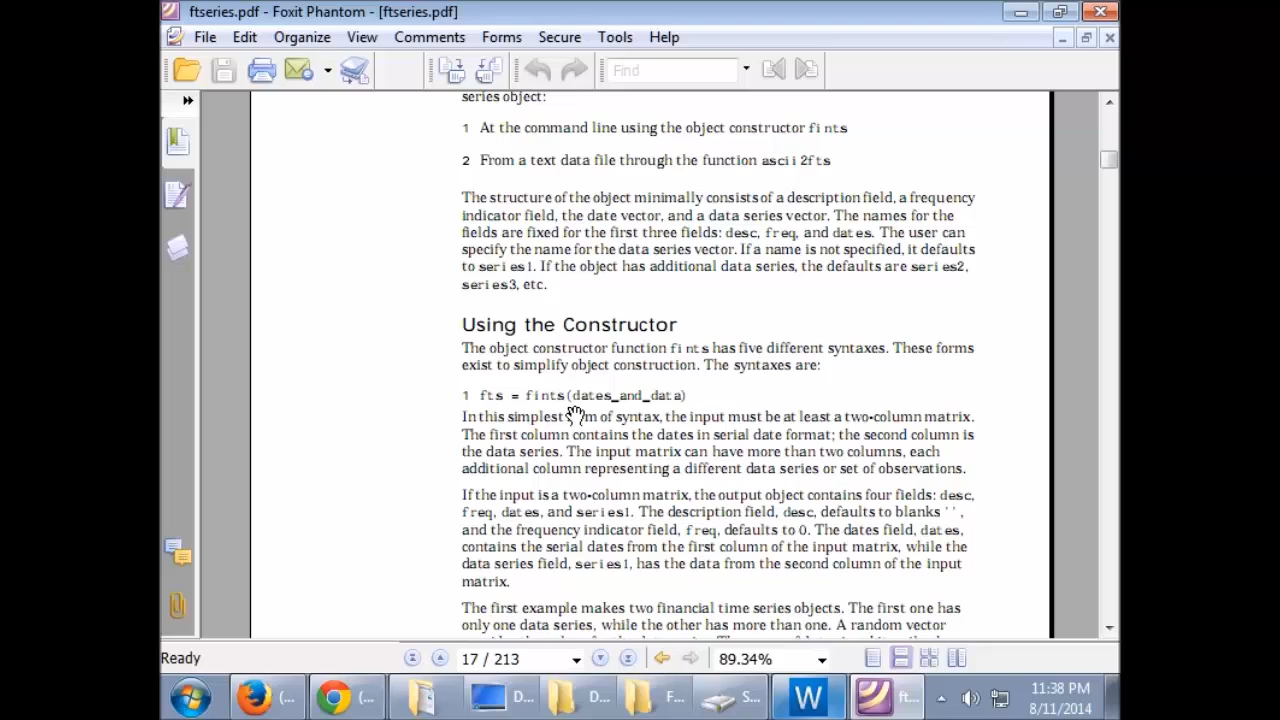 ftseries.pdf - Foxit Phantom - [ftseries.pdf]
File Edit Organize View Comments Forms Secure Tools Help
Find
series object:
1 At the command line using the object constructor fints
2 From a text data file through the function ascii2fts
The structure of the object minimally consists of a description field, a frequency
indicator field, the date vector, and a data series vector. The names for the
fields are fixed for the first three fields: desc, freq, and dates. The user can
specify the name for the data series vector. If a name is not specified, it defaults
to series1. If the object has additional data series, the defaults are series2,
series3, etc.
Using the Constructor
The object constructor function fints has five different syntaxes. These forms
exist to simplify object construction. The syntaxes are:
1 fts = fints(dates_and_data)
In this simplest of syntax, the input must be at least a two-column matrix.
The first column contains the dates in serial date format; the second column is
the data series. The input matrix can have more than two columns, each
additional column representing a different data series or set of observations.
If the input is a two-column matrix, the output object contains four fields: desc,
freq, dates, and series1. The description field, desc, defaults to blanks '',
and the frequency indicator field, freq, defaults to 0. The dates field, dates,
contains the serial dates from the first column of the input matrix, while the
data series field, series1, has the data from the second column of the input
matrix.
The first example makes two financial time series objects. The first one has
only one data series, while the other has more than one. A random vector
Ready 17 / 213 89.34%
(... (... D... D... F... S... W ft...
11:38 PM
8/11/2014